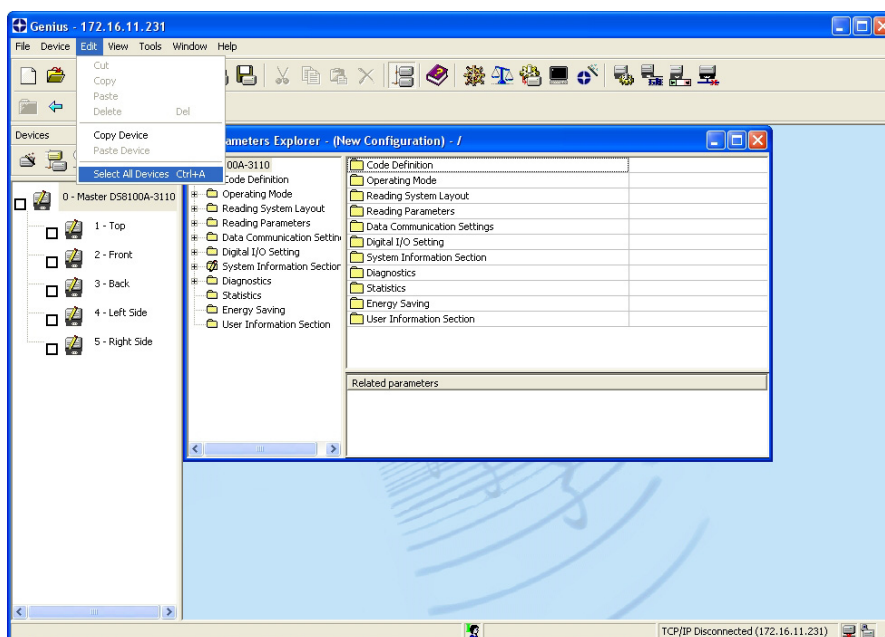 Genius - 172.16.11.231
File Device Edit View Tools Window Help
Cut
Copy
Paste
Delete Del
Copy Device
Paste Device
Select All Devices Ctrl+A
Devices
0 - Master DS8100A-3110
1 - Top
2 - Front
3 - Back
4 - Left Side
5 - Right Side
ameters Explorer - (New Configuration) - /
00A-3110
Code Definition
Operating Mode
Reading System Layout
Reading Parameters
Data Communication Settin
Digital I/O Setting
System Information Section
Diagnostics
Statistics
Energy Saving
User Information Section
Code Definition
Operating Mode
Reading System Layout
Reading Parameters
Data Communication Settings
Digital I/O Setting
System Information Section
Diagnostics
Statistics
Energy Saving
User Information Section
Related parameters
TCP/IP Disconnected (172.16.11.231)